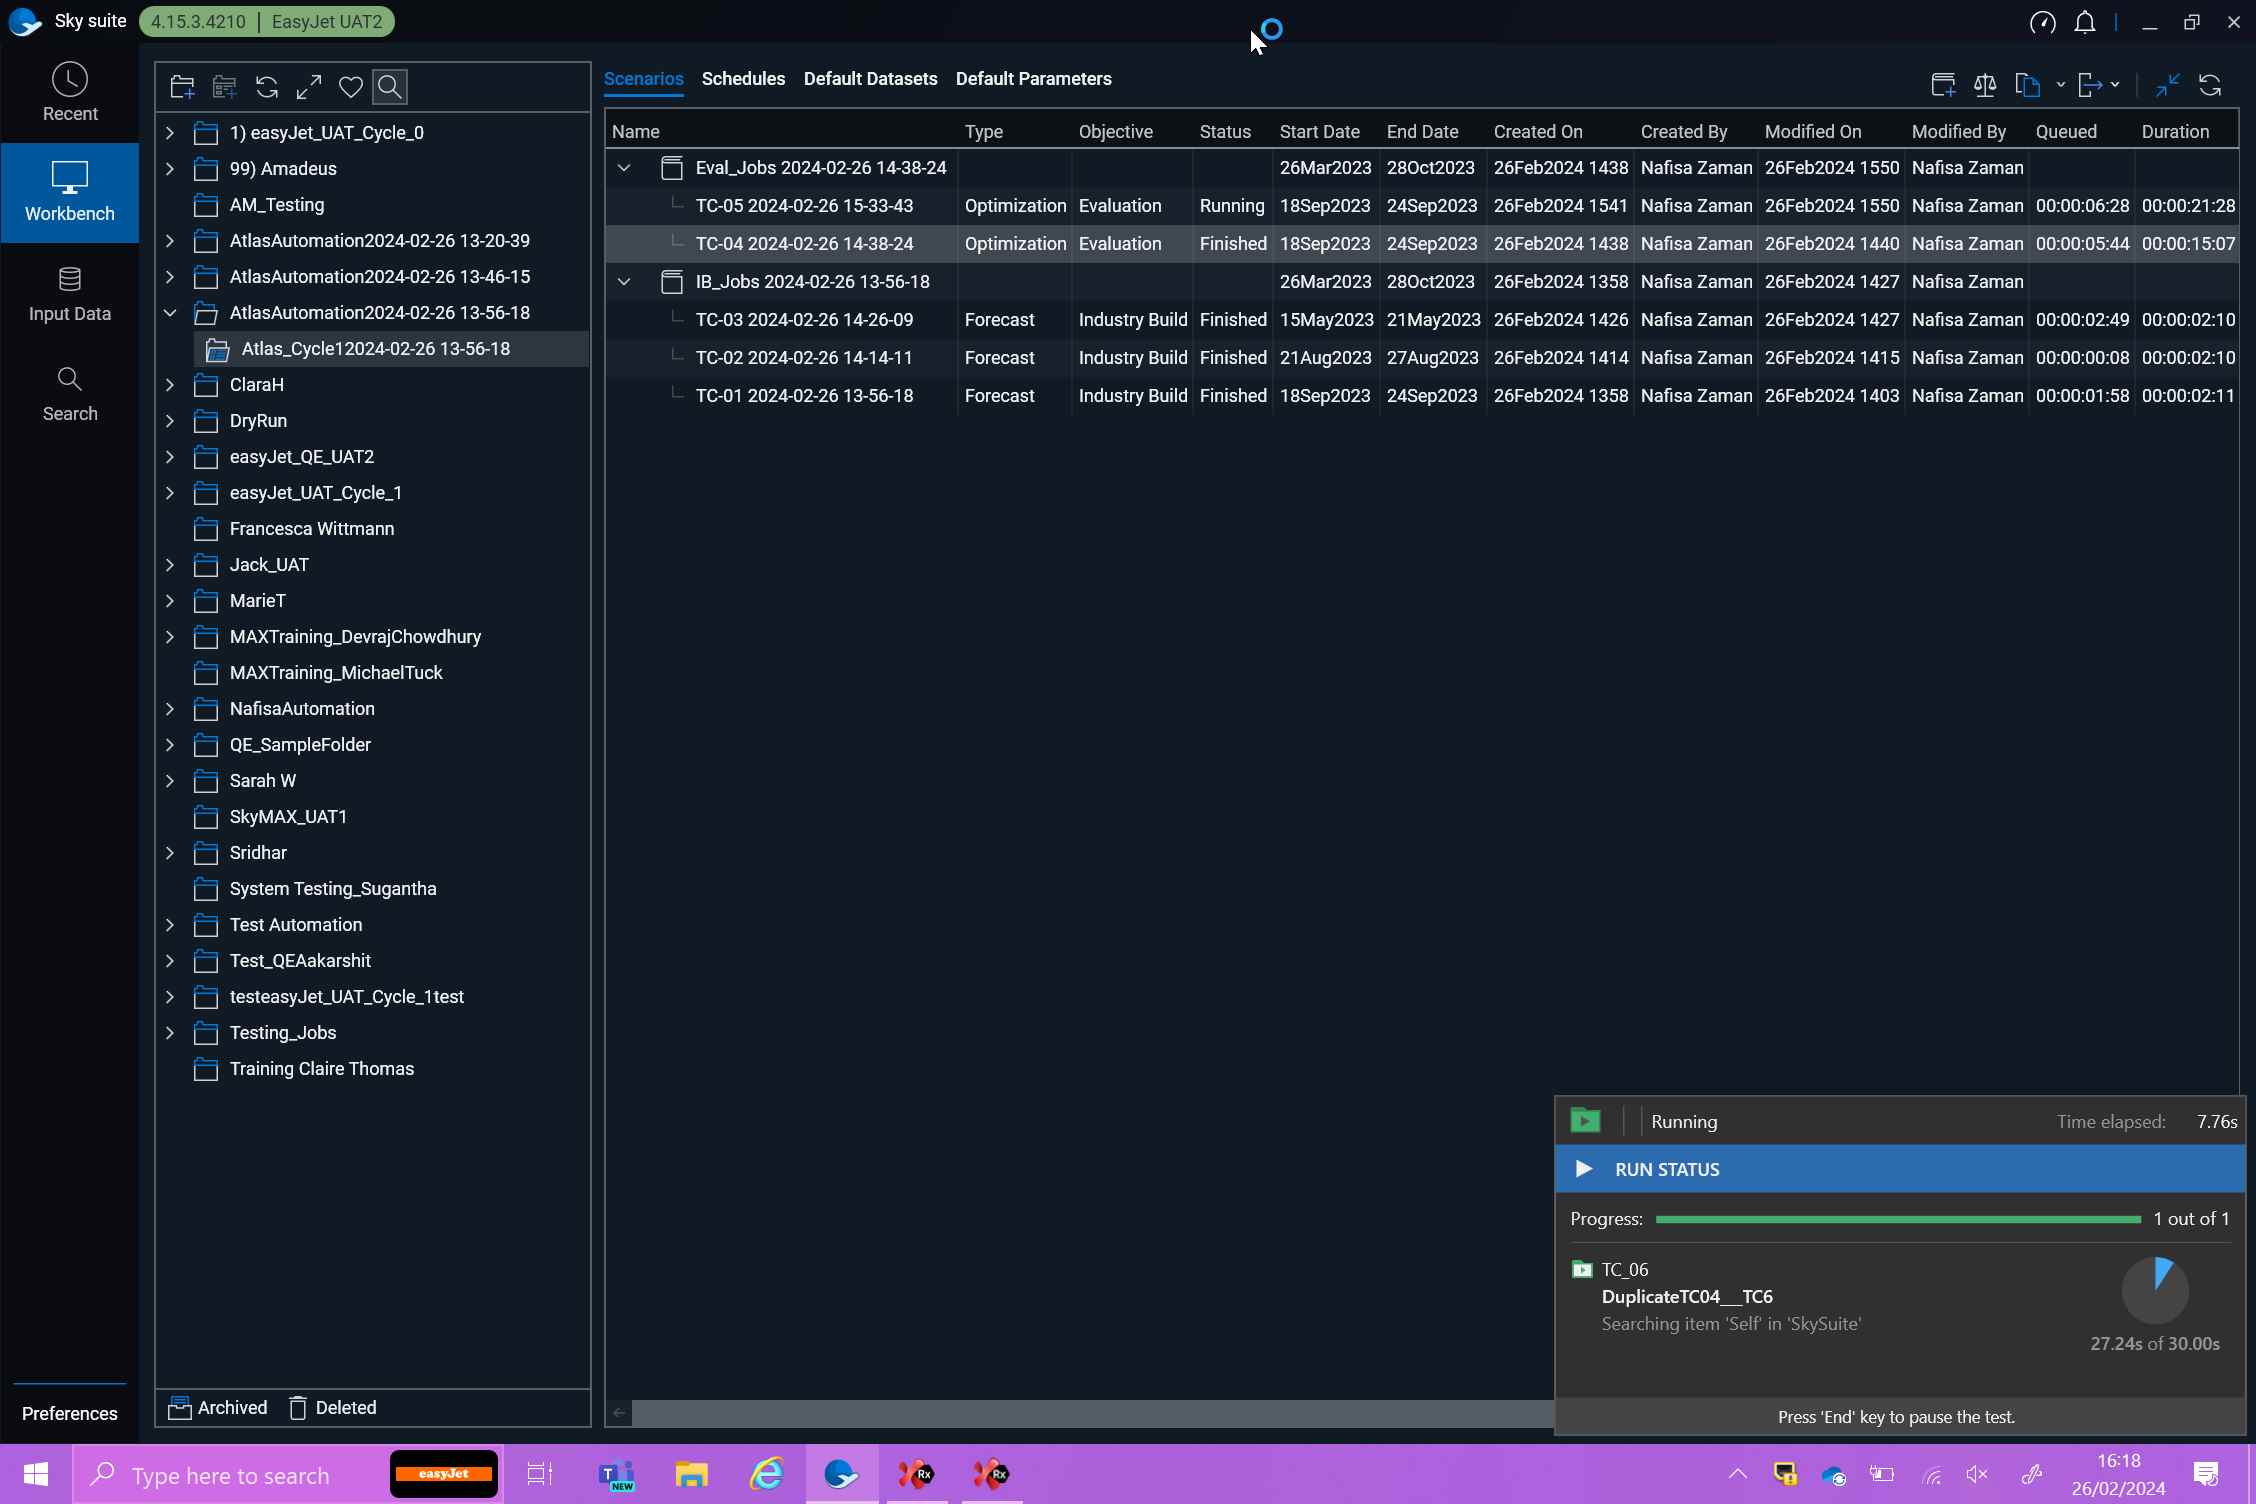 Sky suite 4.15.3.4210 | EasyJet UAT2
Recent
Workbench
Input Data
Search
Preferences
1) easyJet_UAT_Cycle_0
99) Amadeus
AM_Testing
AtlasAutomation2024-02-26 13-20-39
AtlasAutomation2024-02-26 13-46-15
AtlasAutomation2024-02-26 13-56-18
Atlas_Cycle12024-02-26 13-56-18
ClaraH
DryRun
easyJet_QE_UAT2
easyJet_UAT_Cycle_1
Francesca Wittmann
Jack_UAT
MarieT
MAXTraining_DevrajChowdhury
MAXTraining_MichaelTuck
NafisaAutomation
QE_SampleFolder
Sarah W
SkyMAX_UAT1
Sridhar
System Testing_Sugantha
Test Automation
Test_QEAakarshit
testeasyJet_UAT_Cycle_1test
Testing_Jobs
Training Claire Thomas
Archived Deleted
Scenarios Schedules Default Datasets Default Parameters
Name Type Objective Status Start Date End Date Created On Created By Modified On Modified By Queued Duration
Eval_Jobs 2024-02-26 14-38-24 26Mar2023 28Oct2023 26Feb2024 1438 Nafisa Zaman 26Feb2024 1550 Nafisa Zaman
TC-05 2024-02-26 15-33-43 Optimization Evaluation Running 18Sep2023 24Sep2023 26Feb2024 1541 Nafisa Zaman 26Feb2024 1550 Nafisa Zaman 00:00:06:28 00:00:21:28
TC-04 2024-02-26 14-38-24 Optimization Evaluation Finished 18Sep2023 24Sep2023 26Feb2024 1438 Nafisa Zaman 26Feb2024 1440 Nafisa Zaman 00:00:05:44 00:00:15:07
IB_Jobs 2024-02-26 13-56-18 26Mar2023 28Oct2023 26Feb2024 1358 Nafisa Zaman 26Feb2024 1427 Nafisa Zaman
TC-03 2024-02-26 14-26-09 Forecast Industry Build Finished 15May2023 21May2023 26Feb2024 1426 Nafisa Zaman 26Feb2024 1427 Nafisa Zaman 00:00:02:49 00:00:02:10
TC-02 2024-02-26 14-14-11 Forecast Industry Build Finished 21Aug2023 27Aug2023 26Feb2024 1414 Nafisa Zaman 26Feb2024 1415 Nafisa Zaman 00:00:00:08 00:00:02:10
TC-01 2024-02-26 13-56-18 Forecast Industry Build Finished 18Sep2023 24Sep2023 26Feb2024 1358 Nafisa Zaman 26Feb2024 1403 Nafisa Zaman 00:00:01:58 00:00:02:11
Running Time elapsed: 7.76s
RUN STATUS
Progress: 1 out of 1
TC_06
DuplicateTC04__TC6
Searching item 'Self' in 'SkySuite'
27.24s of 30.00s
Press 'End' key to pause the test.
Type here to search
easyJet
T
NEW
Rx
Rx
16:18
26/02/2024